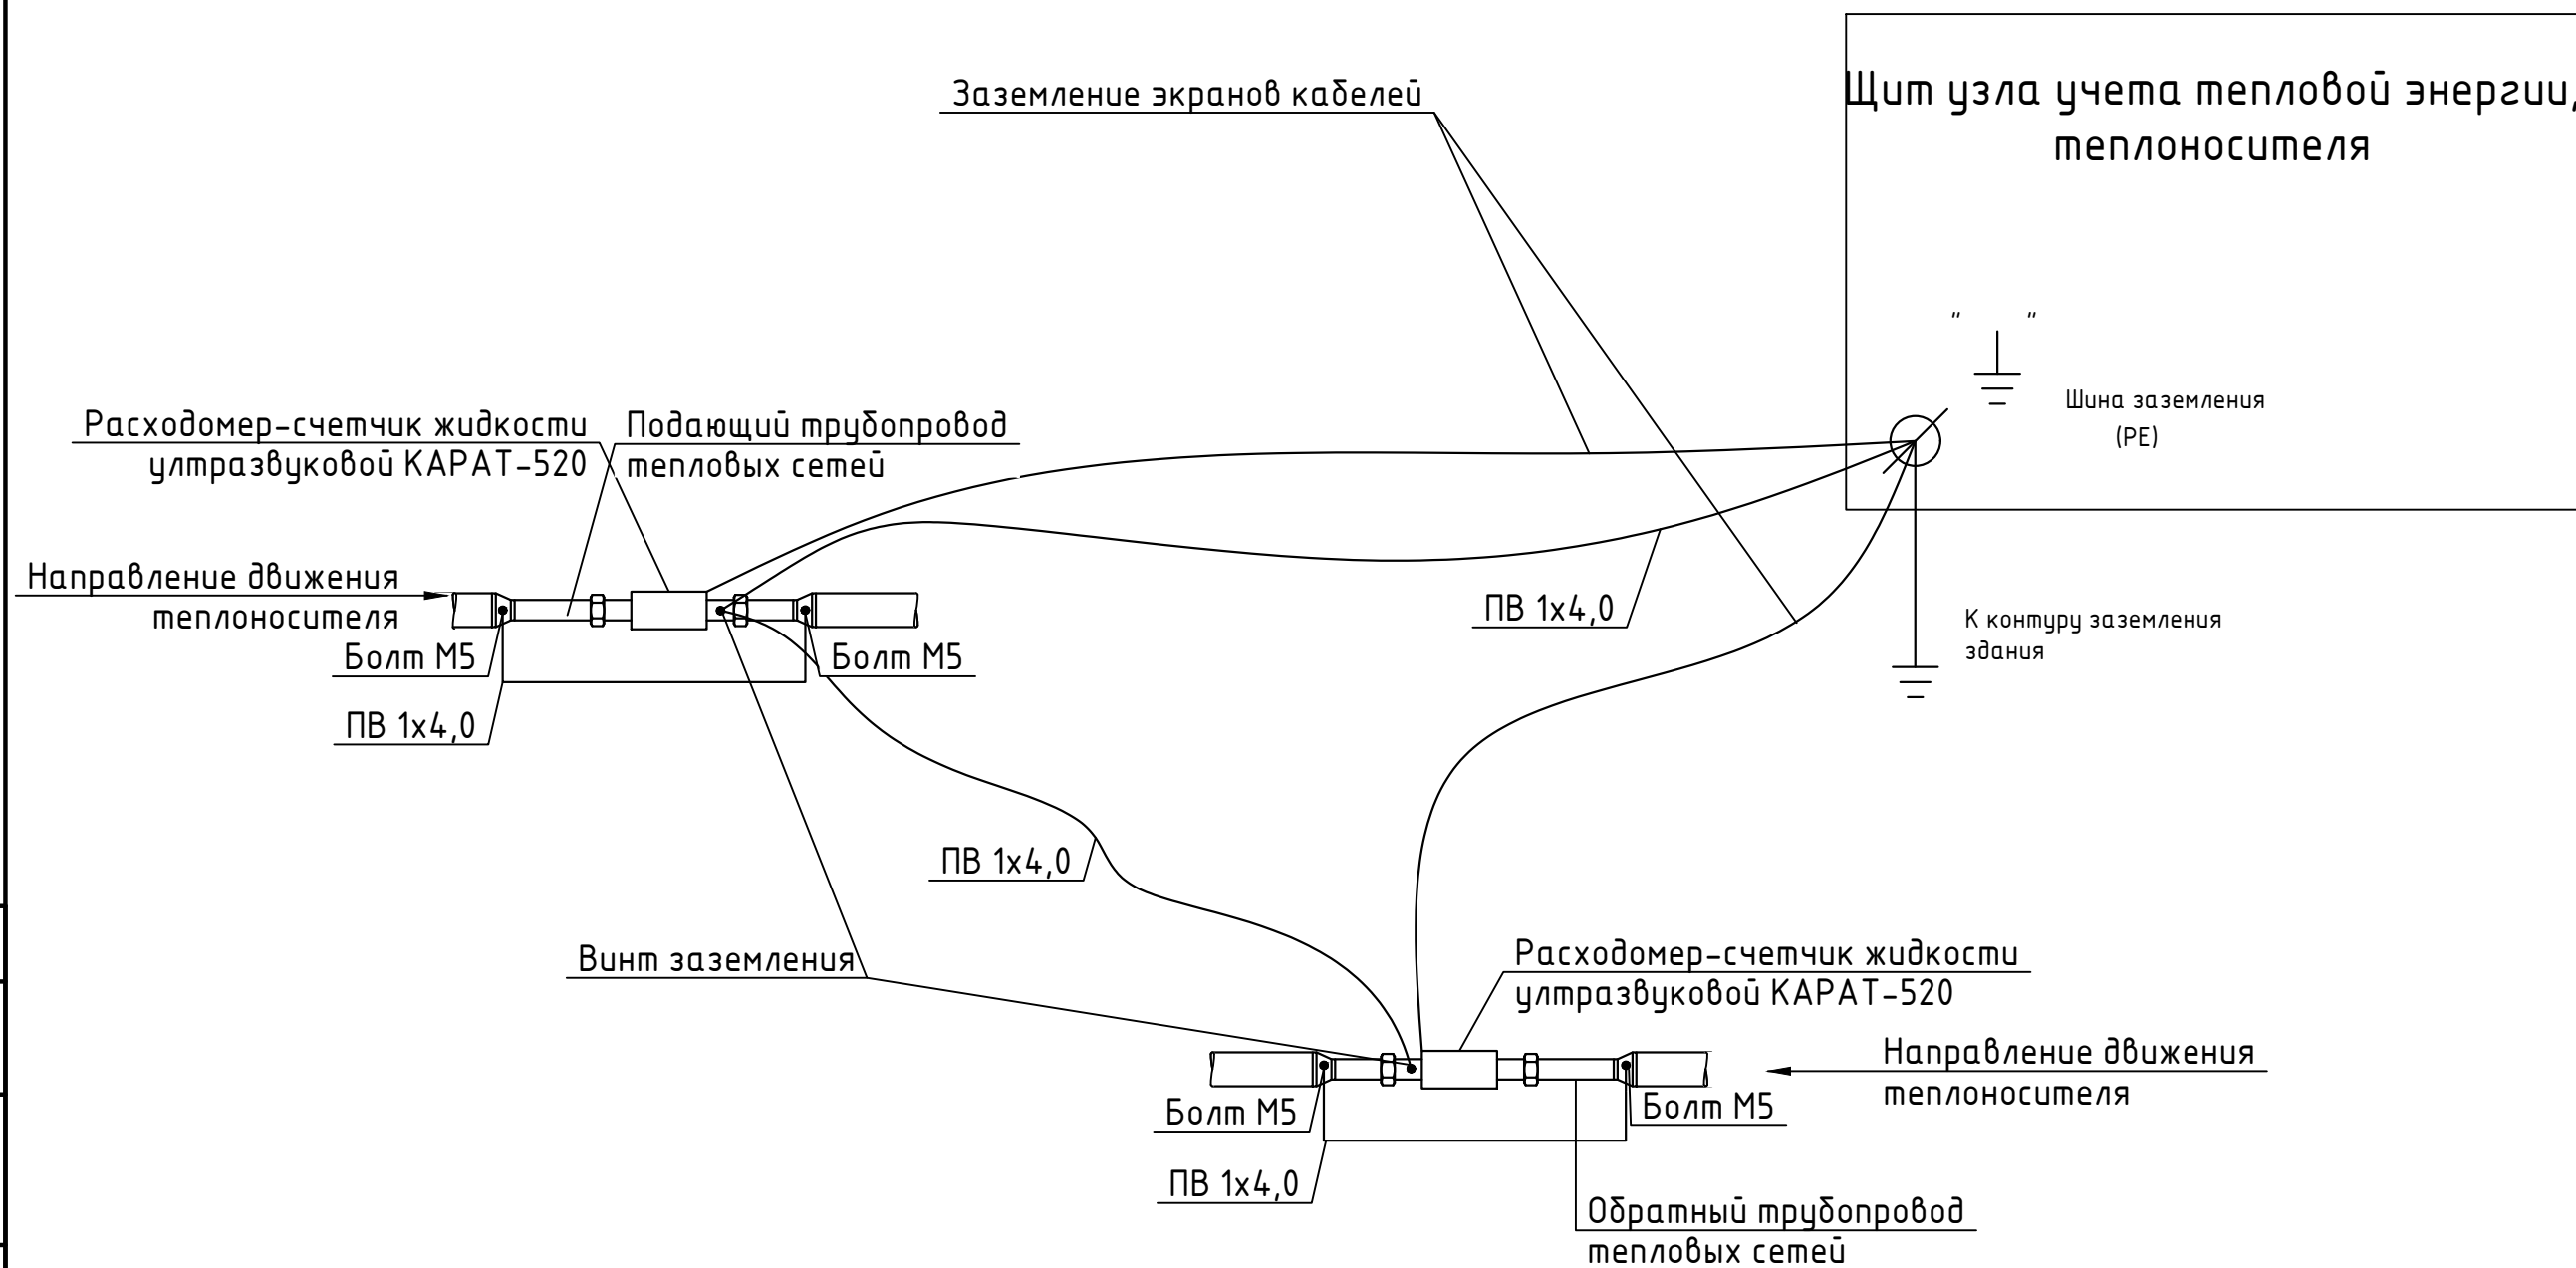 Заземление экранов кабелей
Щит узла учета тепловой энергии,
теплоносителя
"     "
Шина заземления
(PE)
Расходомер-счетчик жидкости
улtразвуковой КАРАТ-520
Подающий трубопровод
тепловых сетей
Направление движения
теплоносителя
Болт М5
Болт М5
ПВ 1х4,0
ПВ 1х4,0
К контуру заземления
здания
ПВ 1х4,0
Винт заземления
Расходомер-счетчик жидкости
ултразвуковой КАРАТ-520
Направление движения
теплоносителя
Болт М5
Болт М5
ПВ 1х4,0
Обратный трубопровод
тепловых сетей